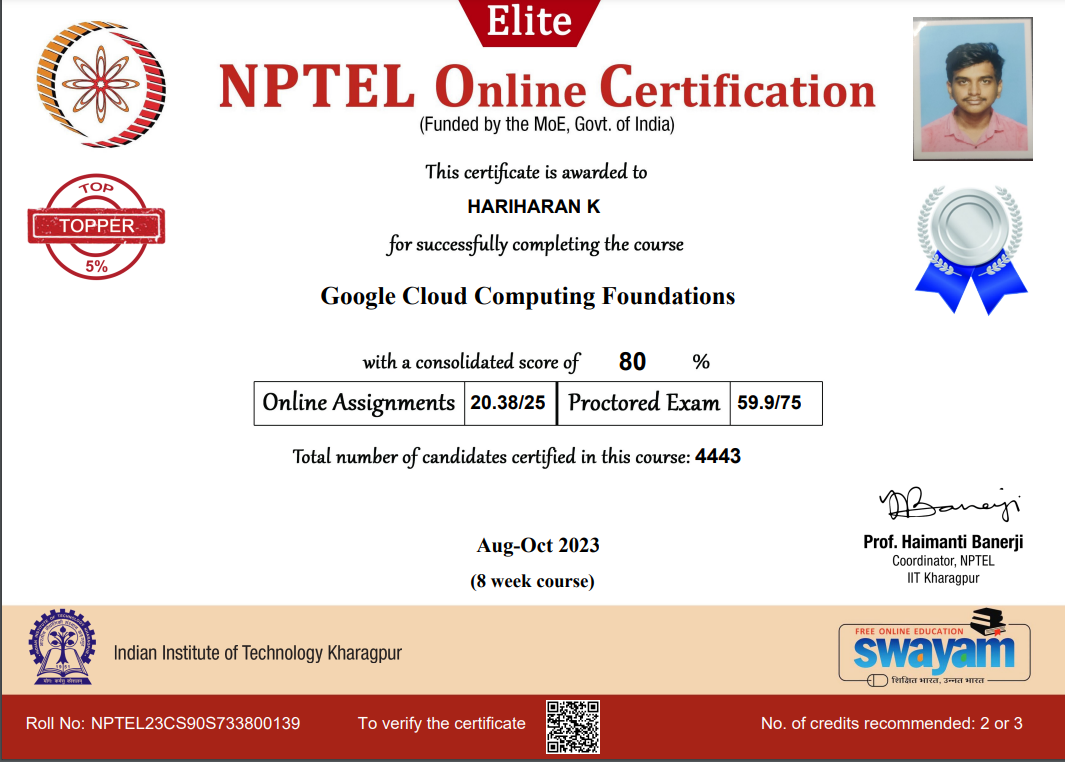 Elite
NPTEL Online Certification
(Funded by the MoE, Govt. of India)
This certificate is awarded to
HARIHARAN K
for successfully completing the course
Google Cloud Computing Foundations
with a consolidated score of 80 %
Online Assignments 20.38/25 Proctored Exam 59.9/75
Total number of candidates certified in this course: 4443
TOP
TOPPER
5%
Aug-Oct 2023
(8 week course)
Prof. Haimanti Banerji
Coordinator, NPTEL
IIT Kharagpur
Indian Institute of Technology Kharagpur
FREE ONLINE EDUCATION
swayam
शिक्षित भारत, उन्नत भारत
Roll No: NPTEL23CS90S733800139
To verify the certificate
No. of credits recommended: 2 or 3